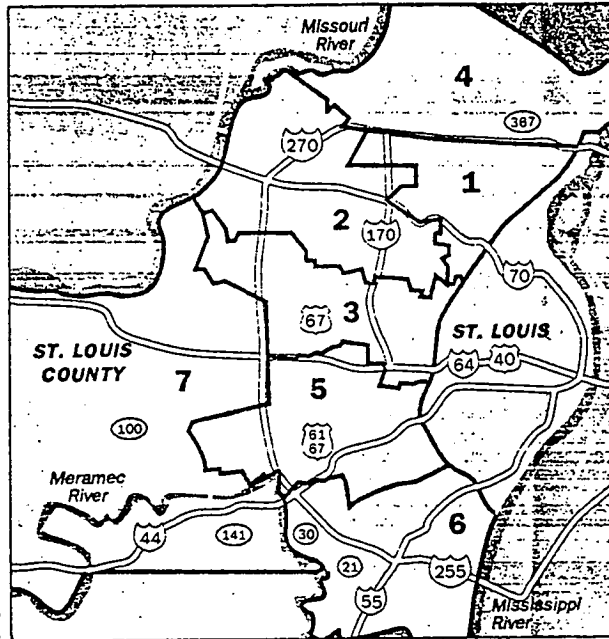 Missouri
River
4
367
270
1
2
170
70
3
67
ST. LOUIS
ST. LOUIS
COUNTY
64
40
7
5
100
61
67
Meramec
River
6
44
141
30
21
255
55
Mississippi
River